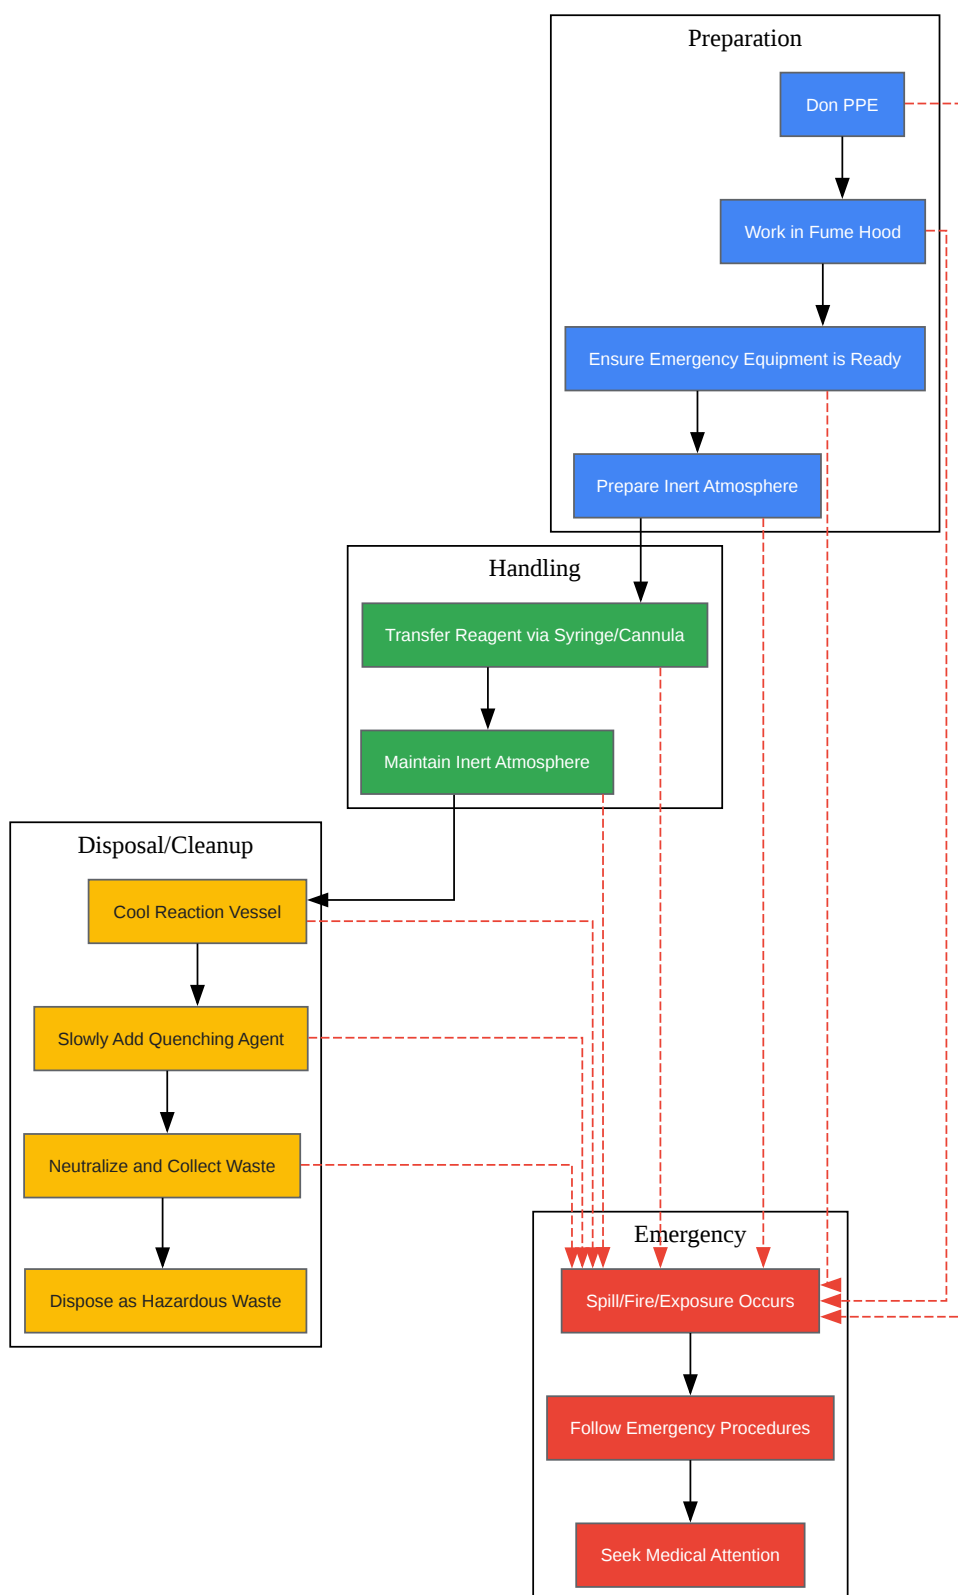 Preparation
Don PPE
Work in Fume Hood
Ensure Emergency Equipment is Ready
Prepare Inert Atmosphere
Handling
Transfer Reagent via Syringe/Cannula
Maintain Inert Atmosphere
Disposal/Cleanup
Cool Reaction Vessel
Slowly Add Quenching Agent
Neutralize and Collect Waste
Dispose as Hazardous Waste
Emergency
Spill/Fire/Exposure Occurs
Follow Emergency Procedures
Seek Medical Attention